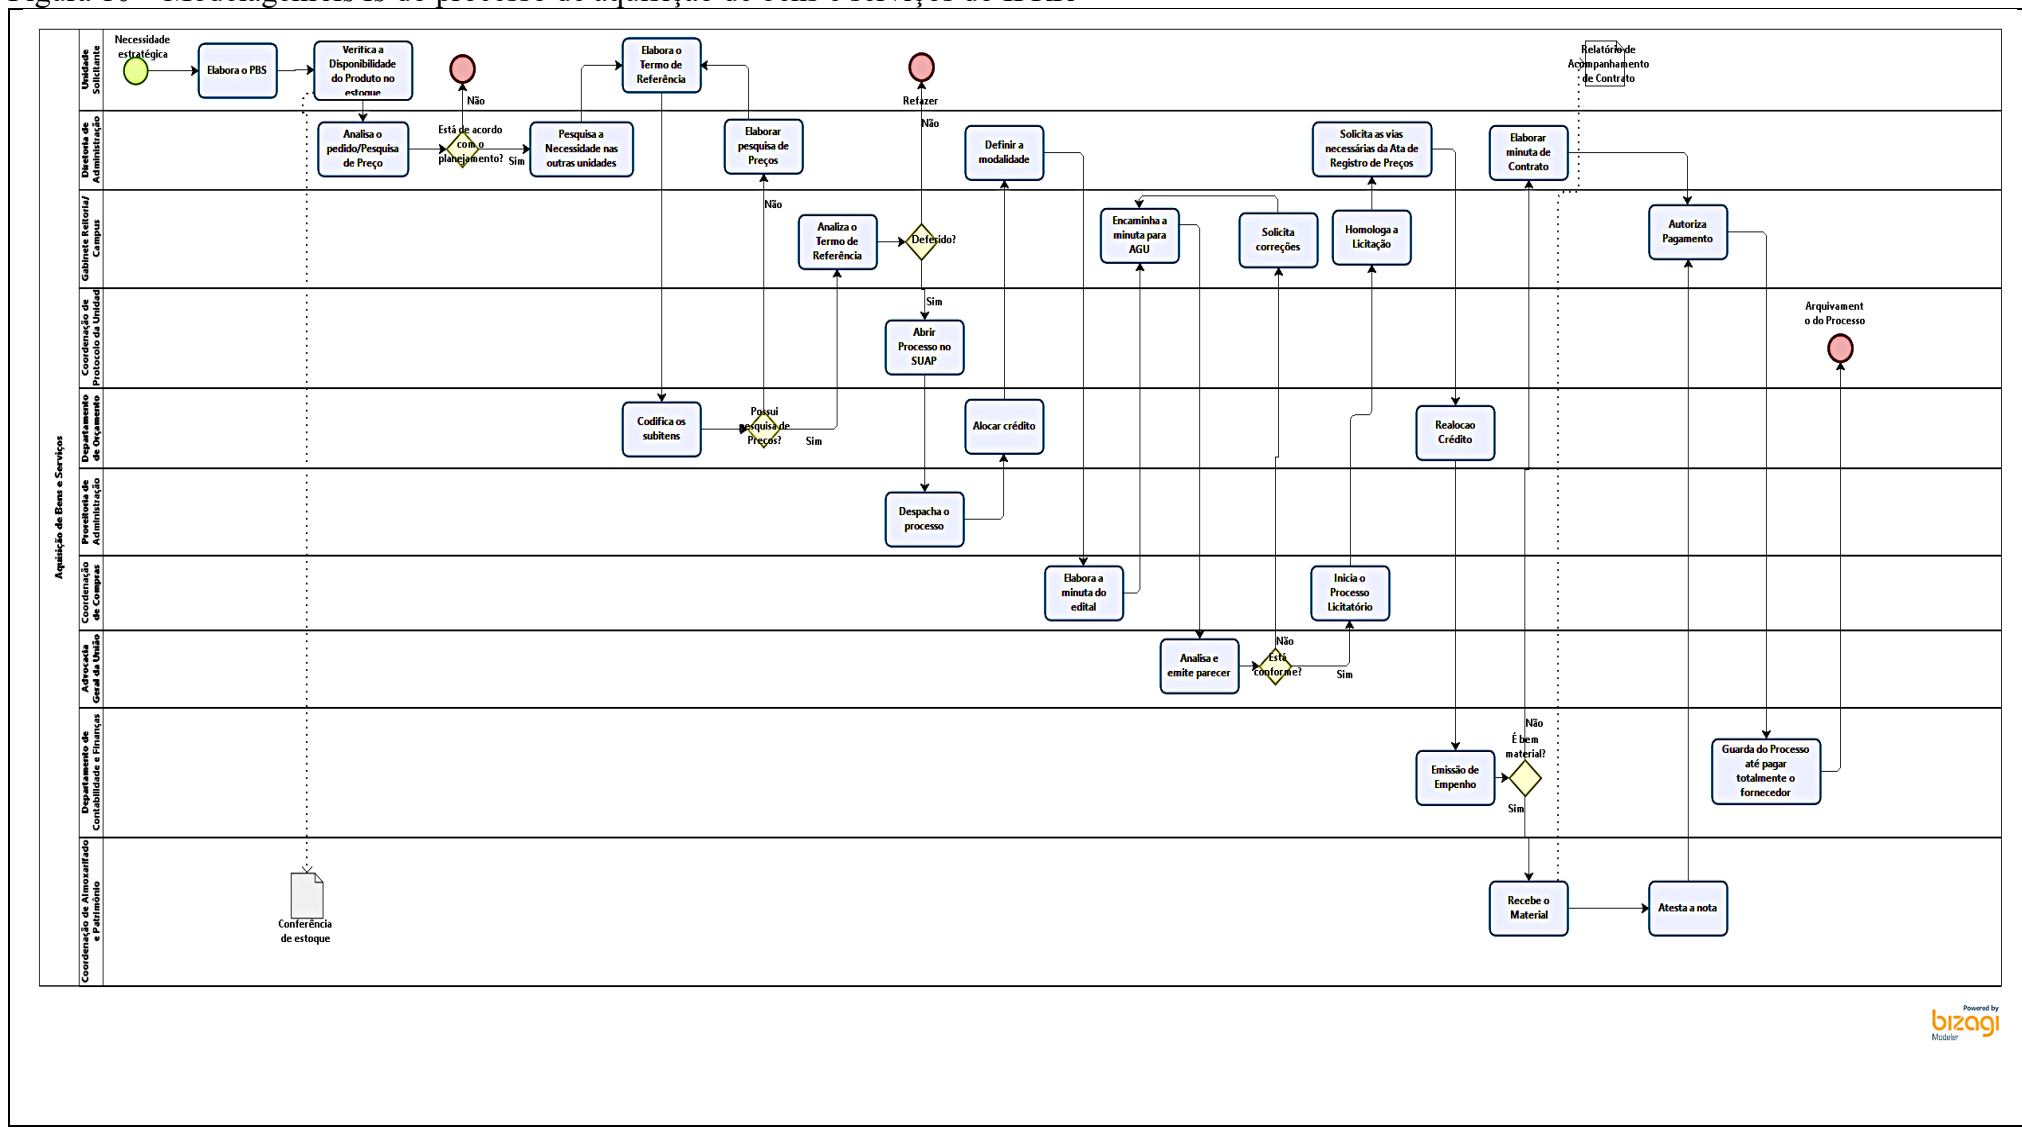 Necessidade
estratégica
Elabora o PBS
Verifica a
Disponibilidade
do Produto no
estoque
Não
Elabora o
Termo de
Referência
Refazer
Não
Relatório de
Acompanhamento
de Contrato
Unidade
Solicitante
Analisa o
pedido/Pesquisa
de Preço
Está de acordo
com o
planejamento?
Sim
Pesquisa a
Necessidade nas
outras unidades
Elaborar
pesquisa de
Preços
Definir a
modalidade
Solicita as vias
necessárias da Ata de
Registro de Preços
Elaborar
minuta de
Contrato
Diretoria de
Administração
Não
Analiza o
Termo de
Referência
Deferido?
Encaminha a
minuta para
AGU
Solicita
correções
Homologa a
Licitação
Autoriza
Pagamento
Gabinete Reitoria/
Campus
Sim
Abrir
Processo no
SUAP
Arquivament
o do Processo
Coordenação de
Protocolo da Unidad
Codifica os
subitens
Possui
pesquisa de
Preços?
Sim
Alocar crédito
Realocao
Crédito
Departamento
de Orçamento
Despacha o
processo
Proreitoria de
Administração
Aquisição de Bens e Serviços
Elabora a
minuta do
edital
Inicia o
Processo
Licitatório
Coordenação
de Compras
Analisa e
emite parecer
Não
Está
conforme?
Sim
Advocacia
Geral da União
Emissão de
Empenho
Não
É bem
material?
Sim
Guarda do Processo
até pagar
totalmente o
fornecedor
Departamento de
Contabilidade e Finanças
Conferência
de estoque
Recebe o
Material
Atesta a nota
Coordenação de Almoxarifado
e Patrimônio
Powered by
bizagi
Modeler